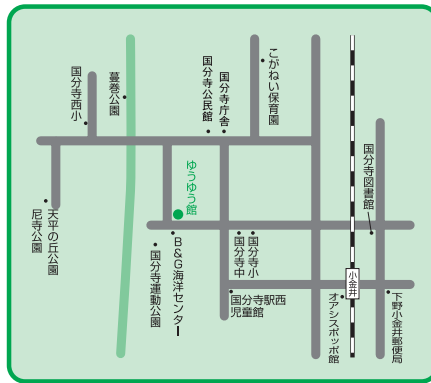 国分寺西小
蔓巻公園
国分寺公民館
国分寺庁舎
こがねい保育園
国分寺図書館
ゆうゆう館
天平の丘公園
尼寺公園
B&G海洋センター
国分寺運動公園
国分寺小
国分寺中
国分寺駅西
児童館
小金井
オアシスポッポ館
下野小金井郵便局